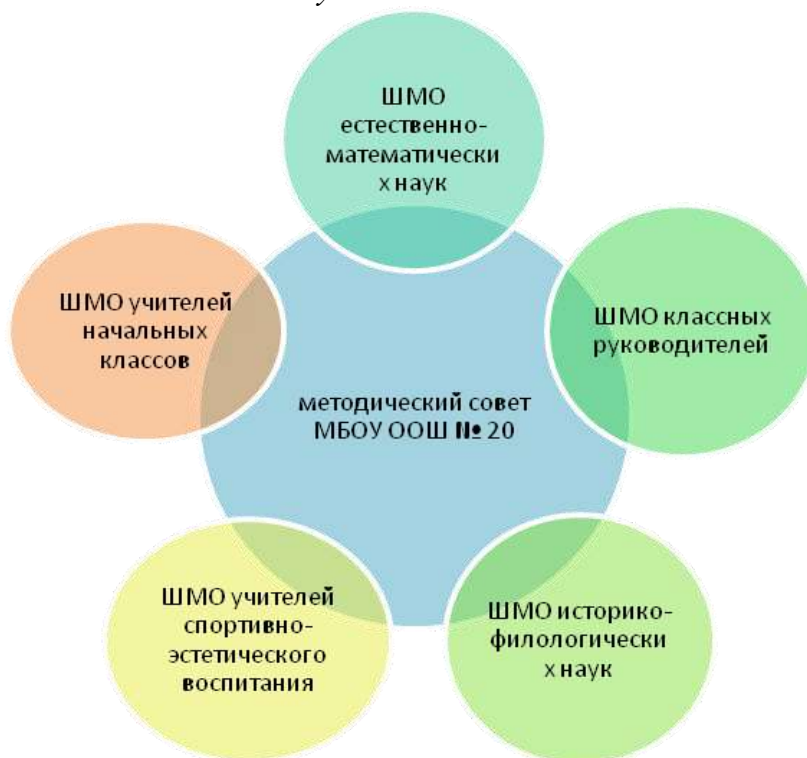 у
ШМО
естественно-
математически
х наук
ШМО учителей
начальных
классов
ШМО классных
руководителей
методический совет
МБОУ ООШ № 20
ШМО учителей
спортивно-
эстетического
воспитания
ШМО историко-
филологически
х наук